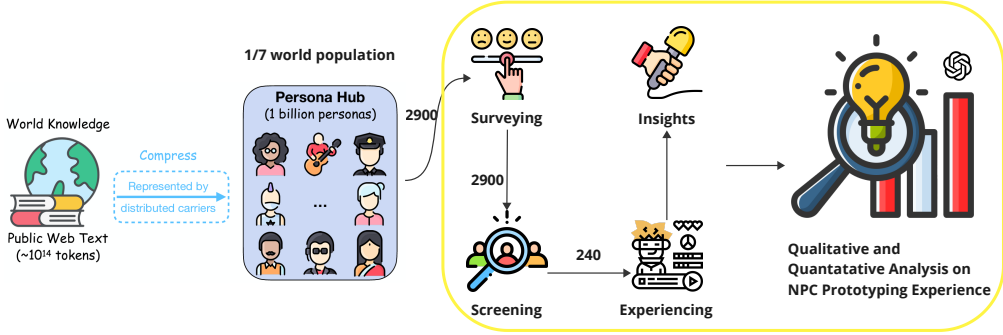 World Knowledge
Public Web Text
(~10¹⁴ tokens)
Compress
Represented by
distributed carriers
1/7 world population
Persona Hub
(1 billion personas)
...
2900
Surveying
2900
Screening
240
Experiencing
Insights
Qualitative and
Quantatative Analysis on
NPC Prototyping Experience